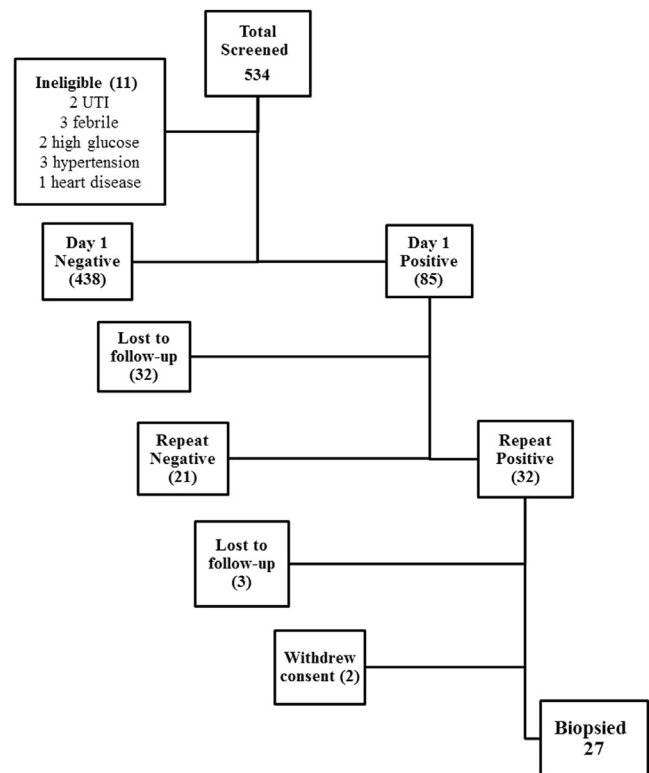 Total
Screened
534
Ineligible (11)
2 UTI
3 febrile
2 high glucose
3 hypertension
1 heart disease
Day 1
Negative
(438)
Day 1
Positive
(85)
Lost to
follow-up
(32)
Repeat
Negative
(21)
Repeat
Positive
(32)
Lost to
follow-up
(3)
Withdrew
consent (2)
Biopsied
27